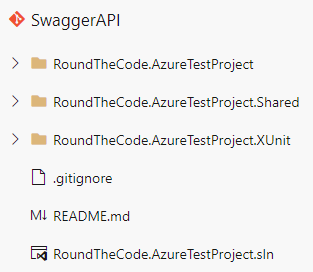 SwaggerAPI
RoundTheCode.AzureTestProject
RoundTheCode.AzureTestProject.Shared
RoundTheCode.AzureTestProject.XUnit
.gitignore
M↓ README.md
RoundTheCode.AzureTestProject.sln